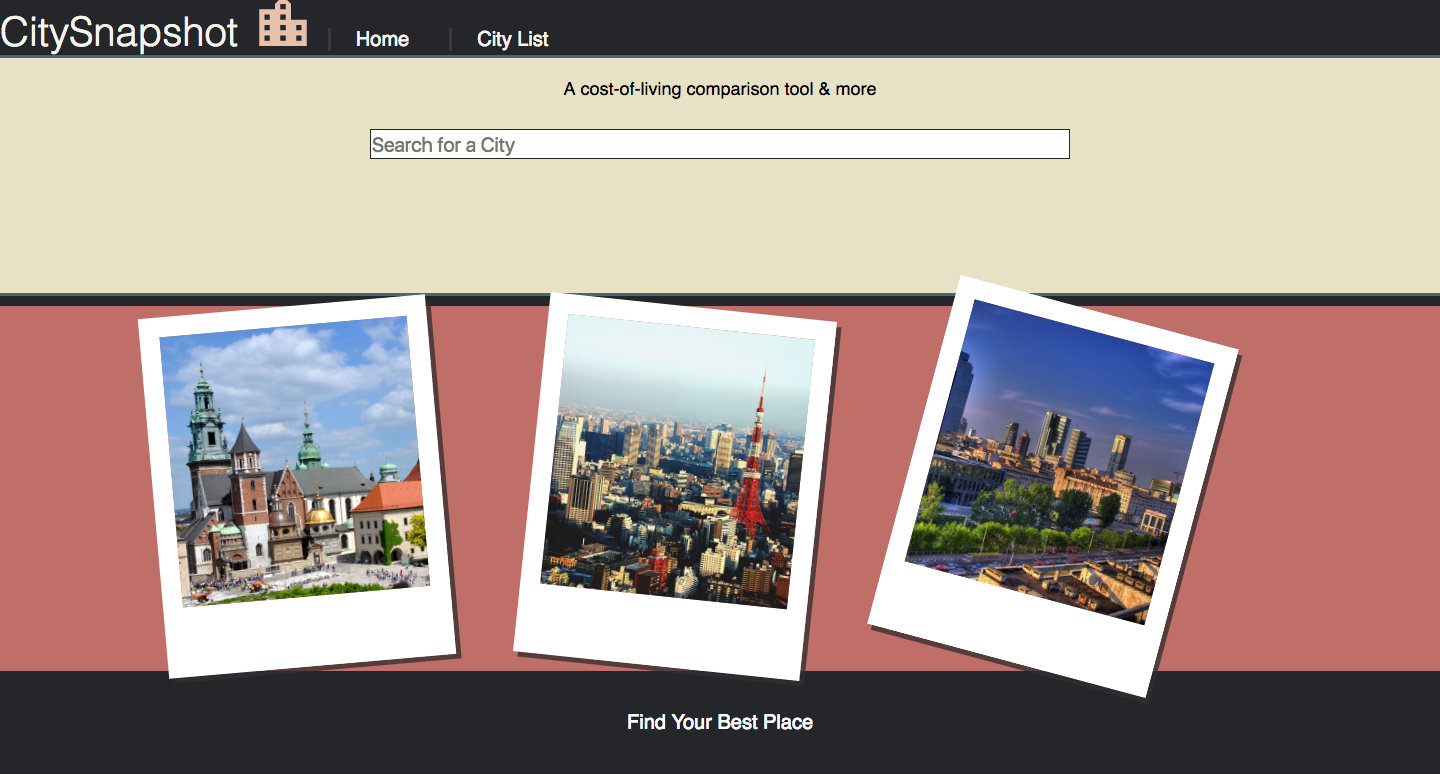 CitySnapshot
Home
City List
A cost-of-living comparison tool & more
Search for a City
Find Your Best Place